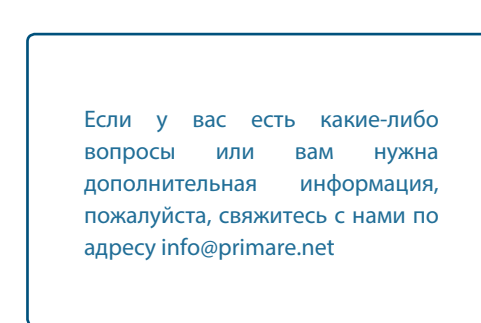 Если у вас есть какие-либо
вопросы или вам нужна
дополнительная информация,
пожалуйста, свяжитесь с нами по
адресу info@primare.net